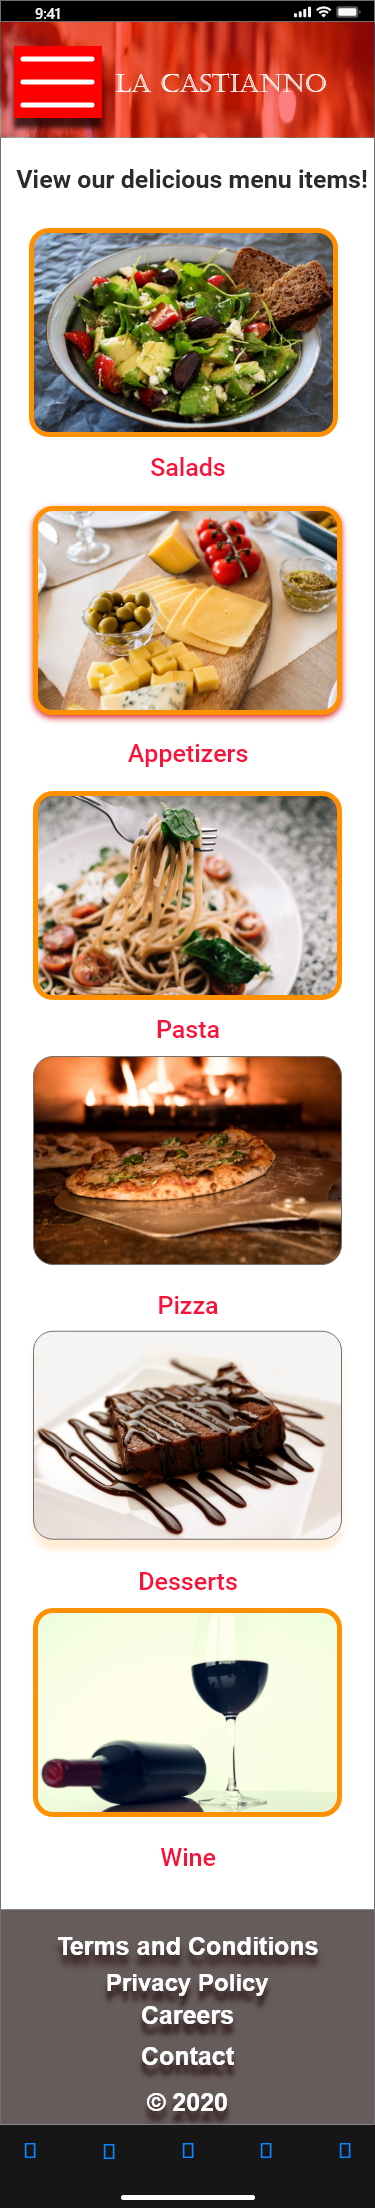 9:41
LA CASTIANNO
View our delicious menu items!
Salads
Appetizers
Pasta
Pizza
Desserts
Wine
Terms and Conditions
Privacy Policy
Careers
Contact
© 2020